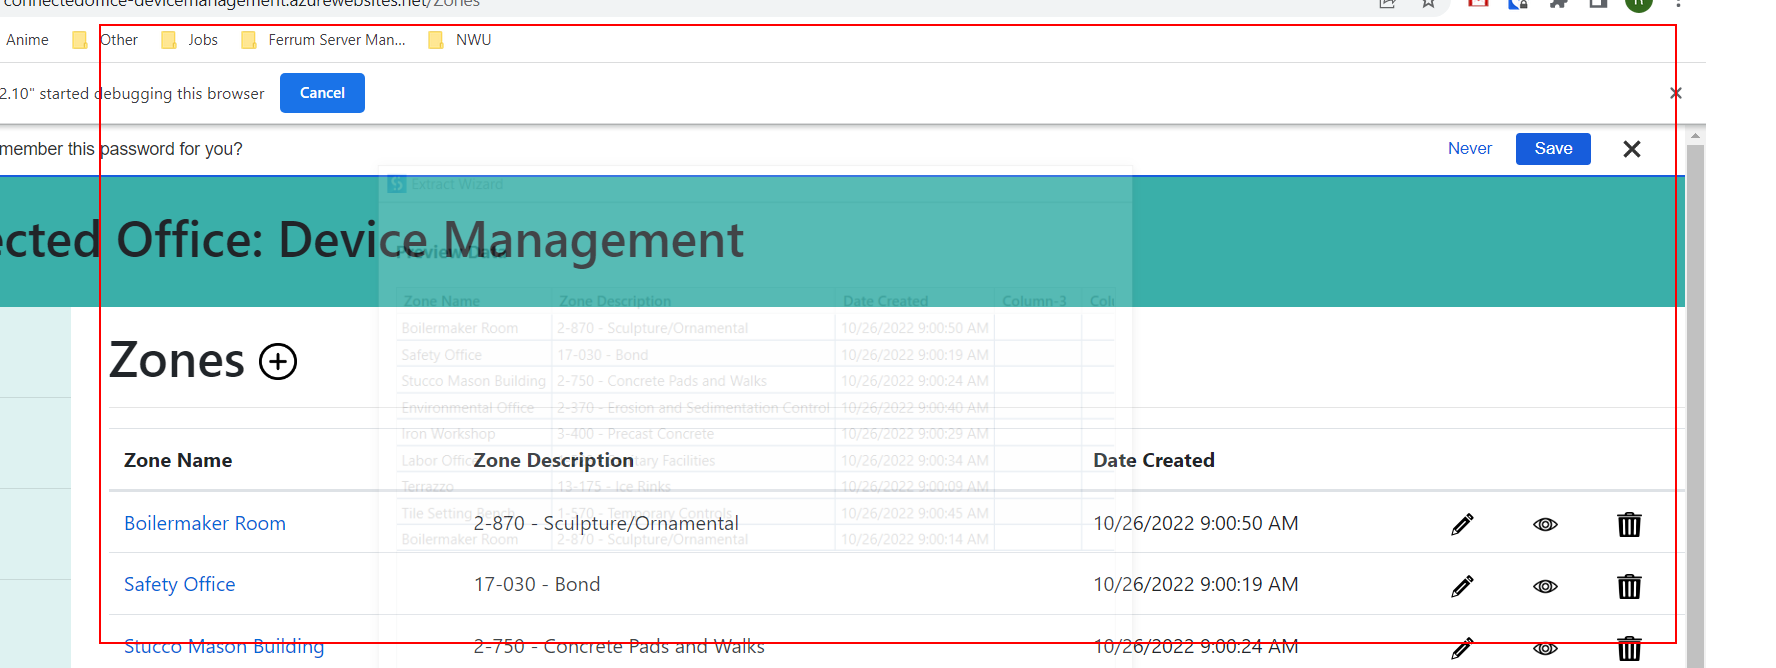 connectedoffice-devicemanagement.azurewebsites.net/Zones
Anime Other Jobs Ferrum Server Man... NWU
2.10" started debugging this browser Cancel
member this password for you? Never Save
Extract Wizard
ected Office: Device Management
Preview Data
Zone Name Zone Description Date Created Column-3 Col
Boilermaker Room 2-870 - Sculpture/Ornamental 10/26/2022 9:00:50 AM
Safety Office 17-030 - Bond 10/26/2022 9:00:19 AM
Zones
Stucco Mason Building 2-750 - Concrete Pads and Walks 10/26/2022 9:00:24 AM
Environmental Office 2-370 - Erosion and Sedimentation Control 10/26/2022 9:00:40 AM
Iron Workshop 3-400 - Precast Concrete 10/26/2022 9:00:29 AM
Labor Office Facilities 10/26/2022 9:00:34 AM
Zone Name Zone Description Date Created
Terrazzo 13-175 - Ice Rinks 10/26/2022 9:00:09 AM
Tile Setting Bench 1-570 - Temporary Controls 10/26/2022 9:00:45 AM
Boilermaker Room 2-870 - Sculpture/Ornamental 10/26/2022 9:00:50 AM
Boilermaker Room 2-870 - Sculpture/Ornamental 10/26/2022 9:00:14 AM
Safety Office 17-030 - Bond 10/26/2022 9:00:19 AM
Stucco Mason Building 2-750 - Concrete Pads and Walks 10/26/2022 9:00:24 AM